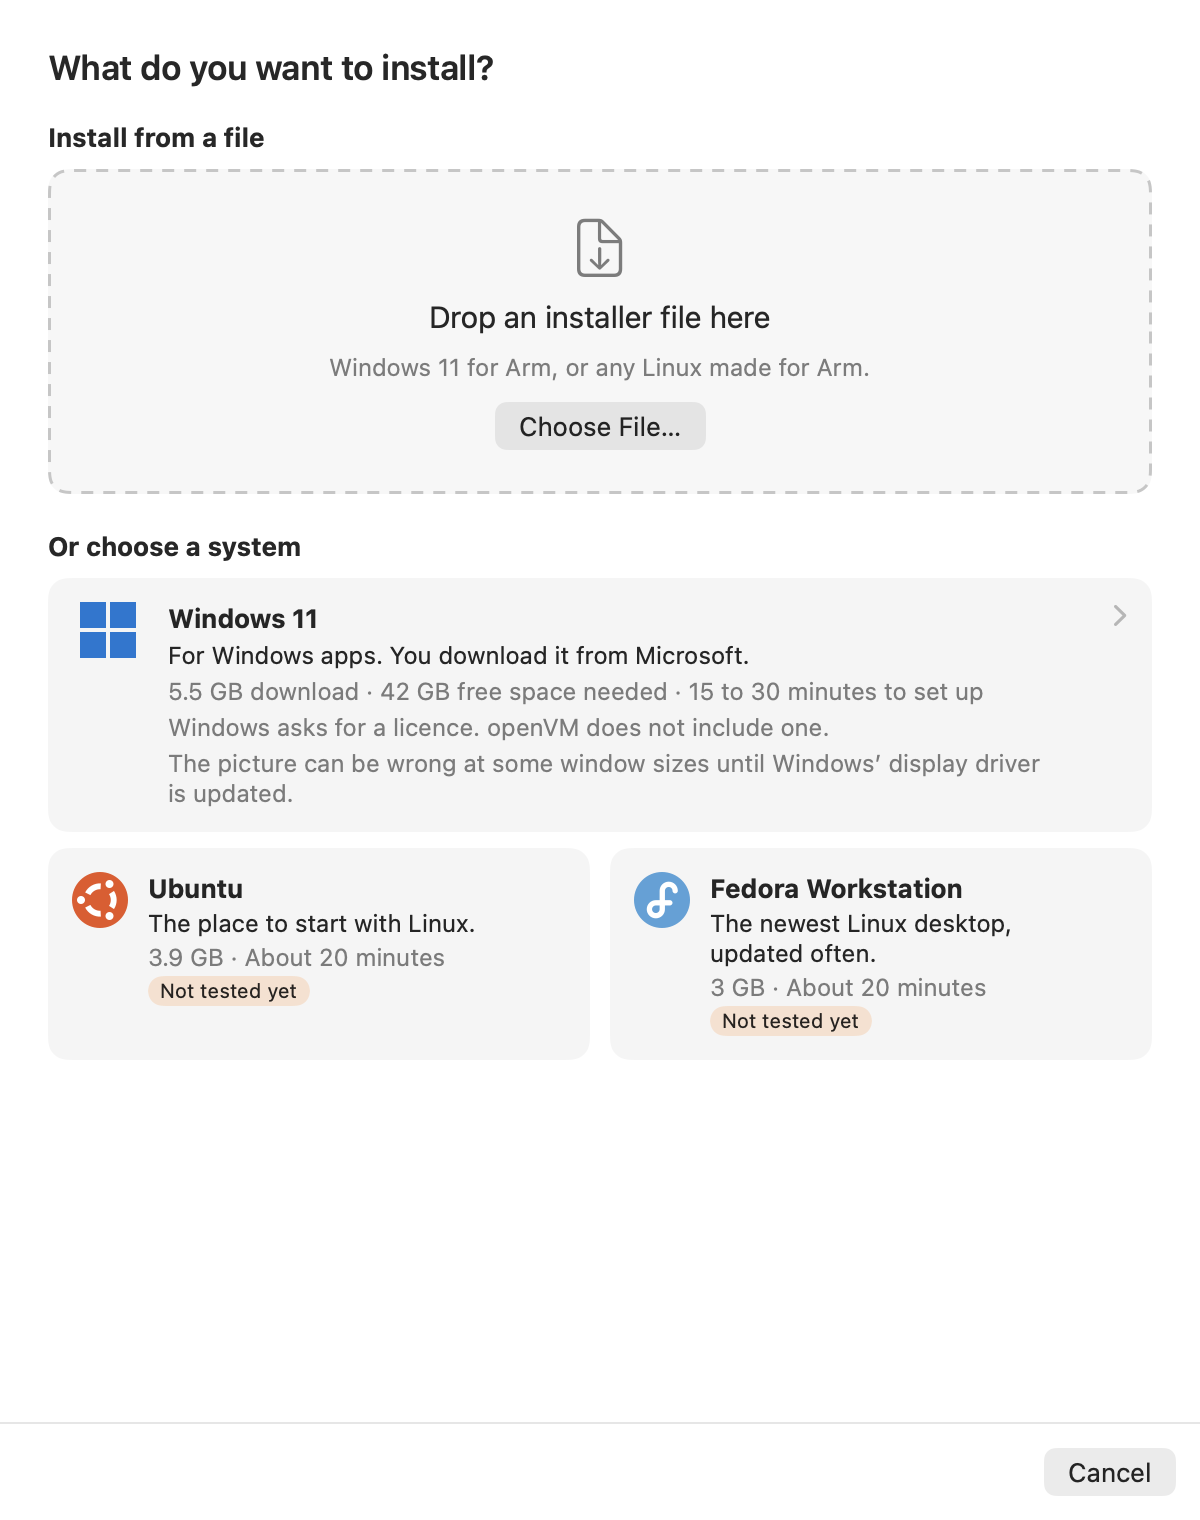 What do you want to install?
Install from a file
Drop an installer file here
Windows 11 for Arm, or any Linux made for Arm.
Choose File...
Or choose a system
Windows 11
For Windows apps. You download it from Microsoft.
5.5 GB download · 42 GB free space needed · 15 to 30 minutes to set up
Windows asks for a licence. openVM does not include one.
The picture can be wrong at some window sizes until Windows’ display driver
is updated.
Ubuntu
The place to start with Linux.
3.9 GB · About 20 minutes
Not tested yet
Fedora Workstation
The newest Linux desktop,
updated often.
3 GB · About 20 minutes
Not tested yet
Cancel